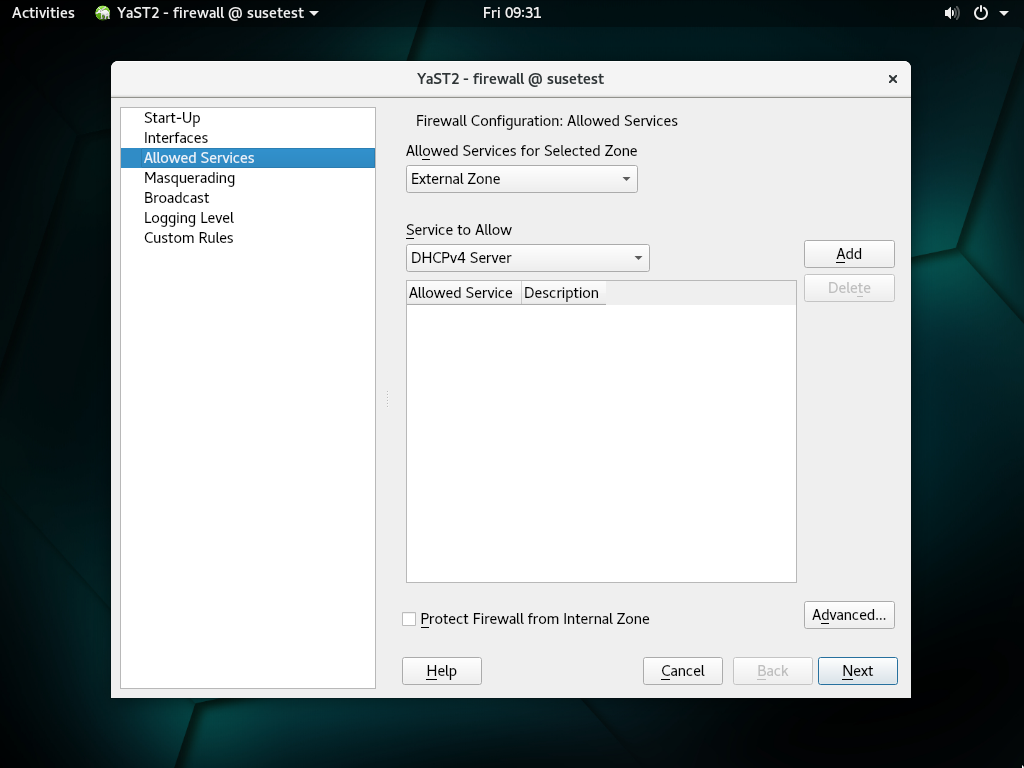 Activities YaST2 - firewall @ susetest Fri 09:31
YaST2 - firewall @ susetest
Start-Up
Interfaces
Allowed Services
Masquerading
Broadcast
Logging Level
Custom Rules
Firewall Configuration: Allowed Services
Allowed Services for Selected Zone
External Zone
Service to Allow
DHCPv4 Server
Add
Delete
Allowed Service Description
Protect Firewall from Internal Zone
Advanced...
Help Cancel Back Next